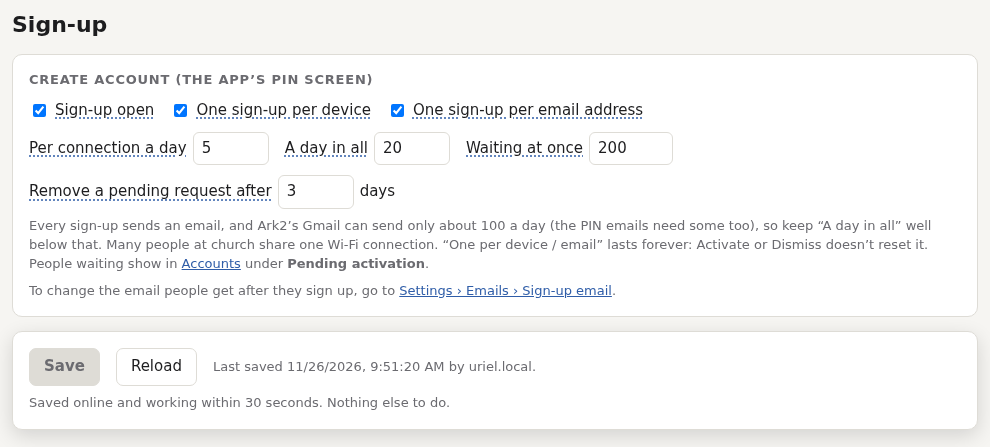 Sign-up
CREATE ACCOUNT (THE APP’S PIN SCREEN)
Sign-up open One sign-up per device One sign-up per email address
Per connection a day 5 A day in all 20 Waiting at once 200
Remove a pending request after 3 days
Every sign-up sends an email, and Ark2’s Gmail can send only about 100 a day (the PIN emails need some too), so keep “A day in all” well
below that. Many people at church share one Wi-Fi connection. “One per device / email” lasts forever: Activate or Dismiss doesn’t reset it.
People waiting show in Accounts under Pending activation.
To change the email people get after they sign up, go to Settings › Emails › Sign-up email.
Save Reload Last saved 11/26/2026, 9:51:20 AM by uriel.local.
Saved online and working within 30 seconds. Nothing else to do.